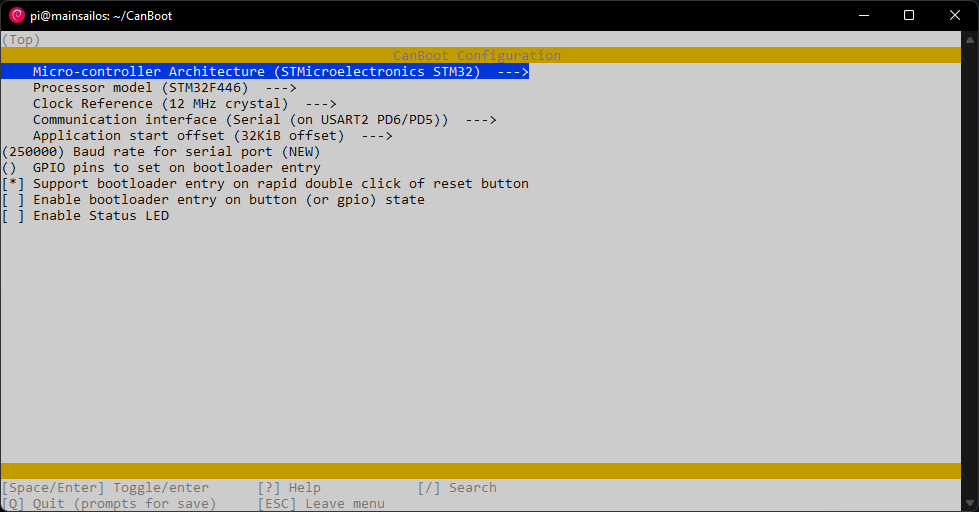 pi@mainsailos: ~/CanBoot
(Top)
CanBoot Configuration
Micro-controller Architecture (STMicroelectronics STM32)  --->
Processor model (STM32F446)  --->
Clock Reference (12 MHz crystal)  --->
Communication interface (Serial (on USART2 PD6/PD5))  --->
Application start offset (32KiB offset)  --->
(250000) Baud rate for serial port (NEW)
()  GPIO pins to set on bootloader entry
[*] Support bootloader entry on rapid double click of reset button
[ ] Enable bootloader entry on button (or gpio) state
[ ] Enable Status LED
[Space/Enter] Toggle/enter      [?] Help            [/] Search
[Q] Quit (prompts for save)     [ESC] Leave menu